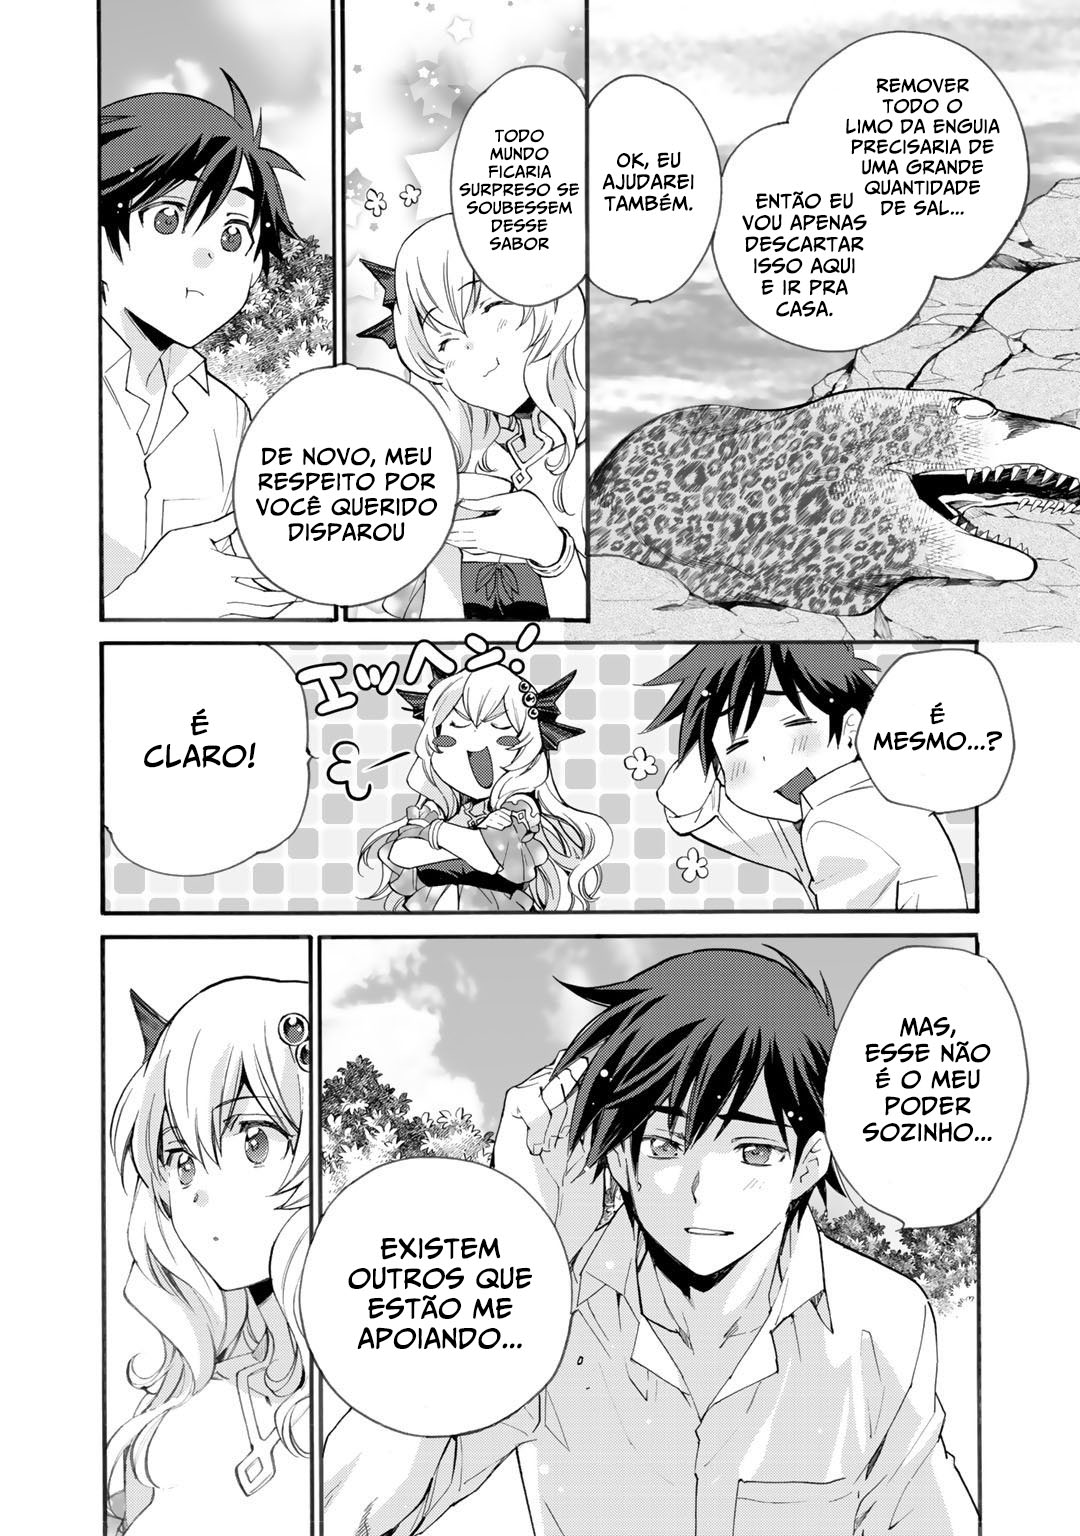 REMOVER
TODO O
LIMO DA ENGUIA
PRECISARIA DE
UMA GRANDE
QUANTIDADE
DE SAL...
ENTÃO EU
VOU APENAS
DESCARTAR
ISSO AQUI
E IR PRA
CASA.
OK, EU
AJUDAREI
TAMBÉM.
TODO
MUNDO
FICARIA
SURPRESO SE
SOUBESSEM
DESSE
SABOR
DE NOVO, MEU
RESPEITO POR
VOCÊ QUERIDO
DISPAROU
É
MESMO...?
エッヘン!
É
CLARO!
MAS,
ESSE NÃO
É O MEU
PODER
SOZINHO...
EXISTEM
OUTROS QUE
ESTÃO ME
APOIANDO...